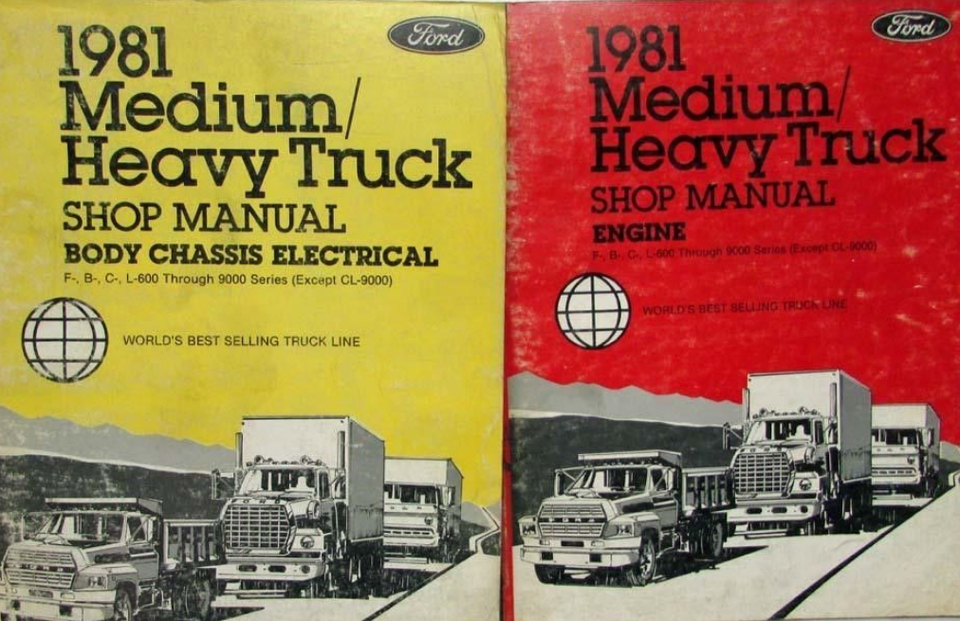 Ford
1981
Medium/
Heavy Truck
SHOP MANUAL
BODY CHASSIS ELECTRICAL
F-, B-, C-, L-600 Through 9000 Series (Except CL-9000)
WORLD'S BEST SELLING TRUCK LINE
FORD
Ford
1981
Medium/
Heavy Truck
SHOP MANUAL
ENGINE
F-, B-, C-, L-600 Through 9000 Series (Except CL-9000)
WORLD'S BEST SELLING TRUCK LINE
FORD